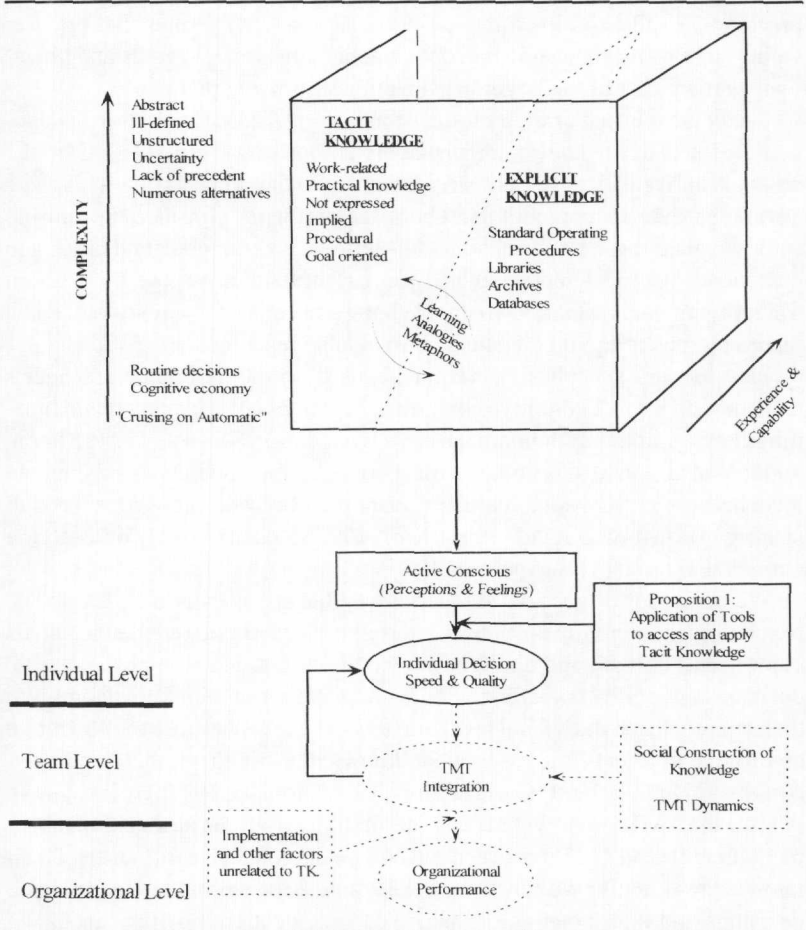 COMPLEXITY
Abstract
Ill-defined
Unstructured
Uncertainty
Lack of precedent
Numerous alternatives
Routine decisions
Cognitive economy
"Cruising on Automatic"
TACIT
KNOWLEDGE
Work-related
Practical knowledge
Not expressed
Implied
Procedural
Goal oriented
EXPLICIT
KNOWLEDGE
Standard Operating
Procedures
Libraries
Archives
Databases
Learning
Analogies
Metaphors
Experience &
Capability
Active Conscious
(Perceptions & Feelings)
Proposition 1:
Application of Tools
to access and apply
Tacit Knowledge
Individual Decision
Speed & Quality
Individual Level
Team Level
TMT
Integration
Social Construction of
Knowledge
TMT Dynamics
Implementation
and other factors
unrelated to TK.
Organizational
Performance
Organizational Level